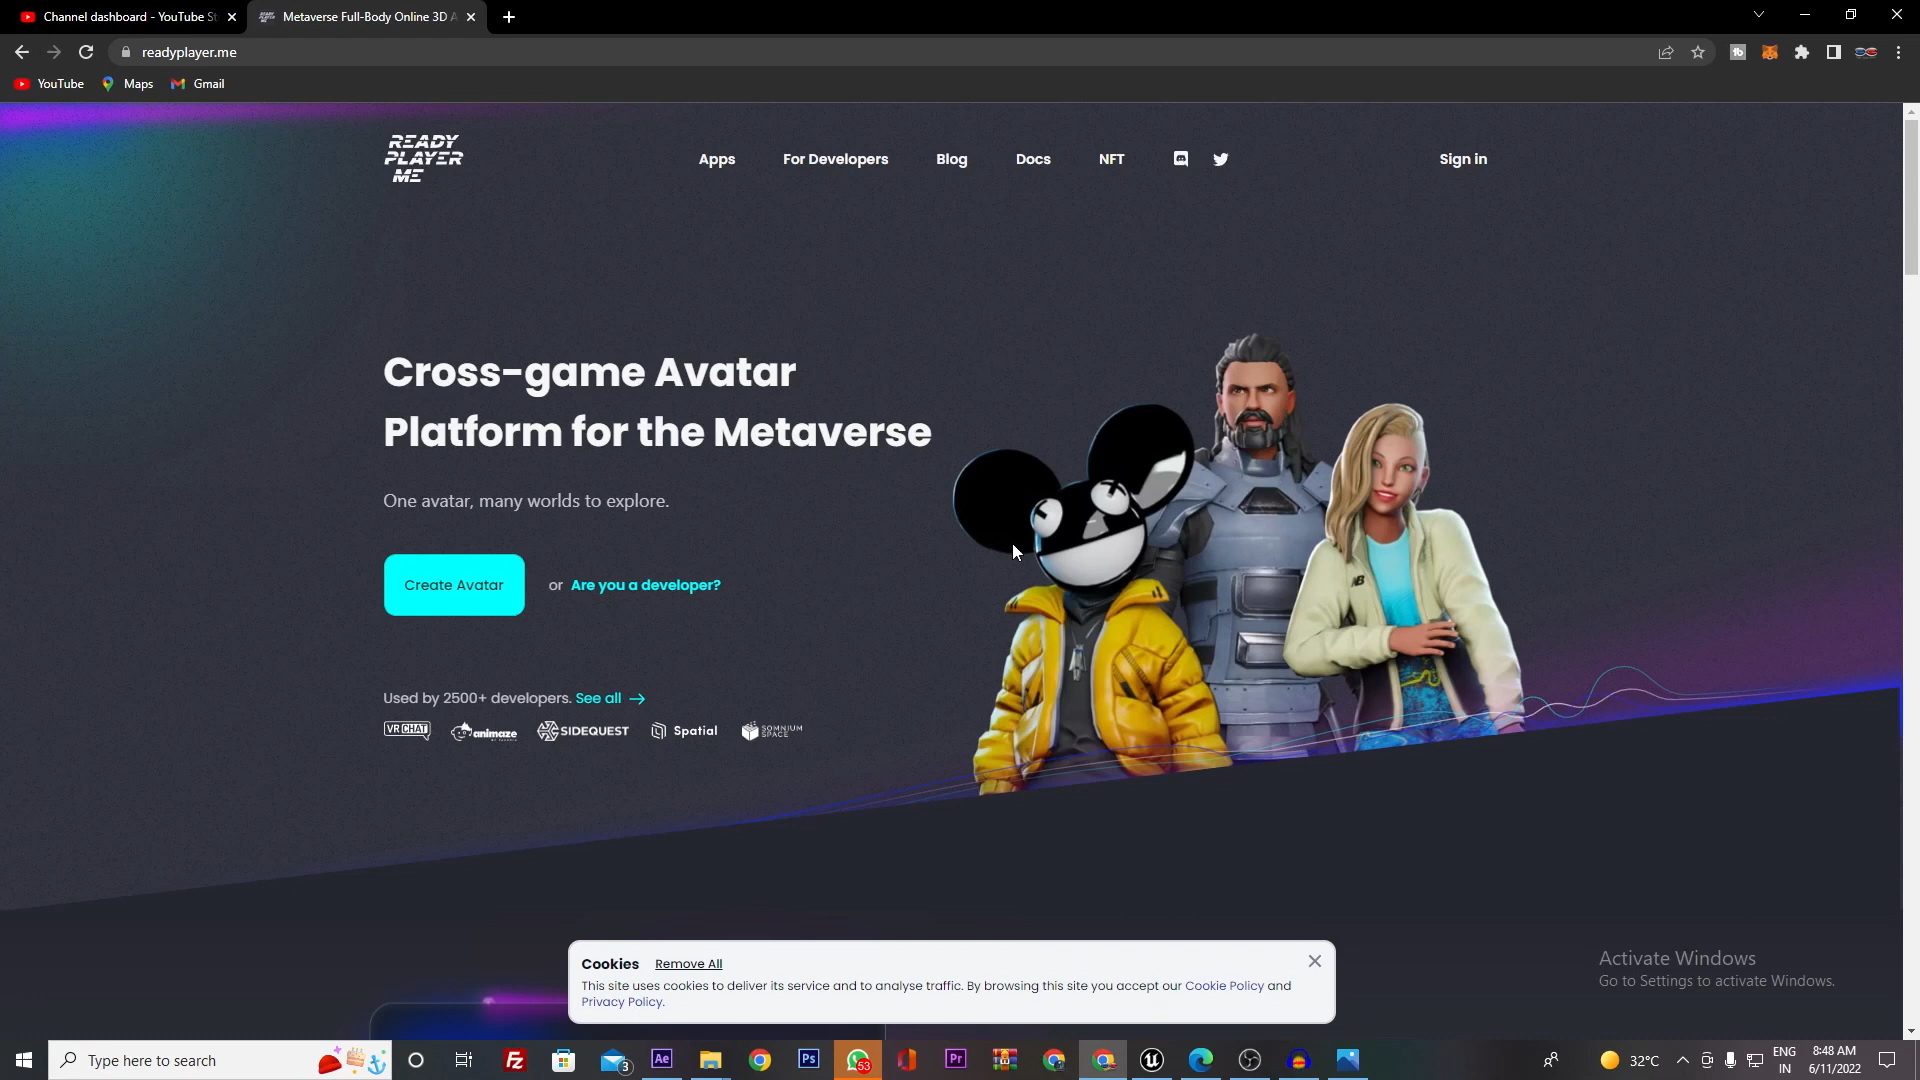 Channel dashboard - YouTube St
Metaverse Full-Body Online 3D A
readyplayer.me
YouTube
Maps
Gmail
READY
PLAYER
ME
Apps
For Developers
Blog
Docs
NFT
Sign in
Cross-game Avatar
Platform for the Metaverse
One avatar, many worlds to explore.
Create Avatar
or Are you a developer?
Used by 2500+ developers. See all →
VRCHAT
animaze
SIDEQUEST
Spatial
SOMNIUM
SPACE
Cookies Remove All
This site uses cookies to deliver its service and to analyse traffic. By browsing this site you accept our Cookie Policy and
Privacy Policy.
Activate Windows
Go to Settings to activate Windows.
Type here to search
Fz
3
Ae
Ps
53
Pr
32°C
ENG
IN
8:48 AM
6/11/2022